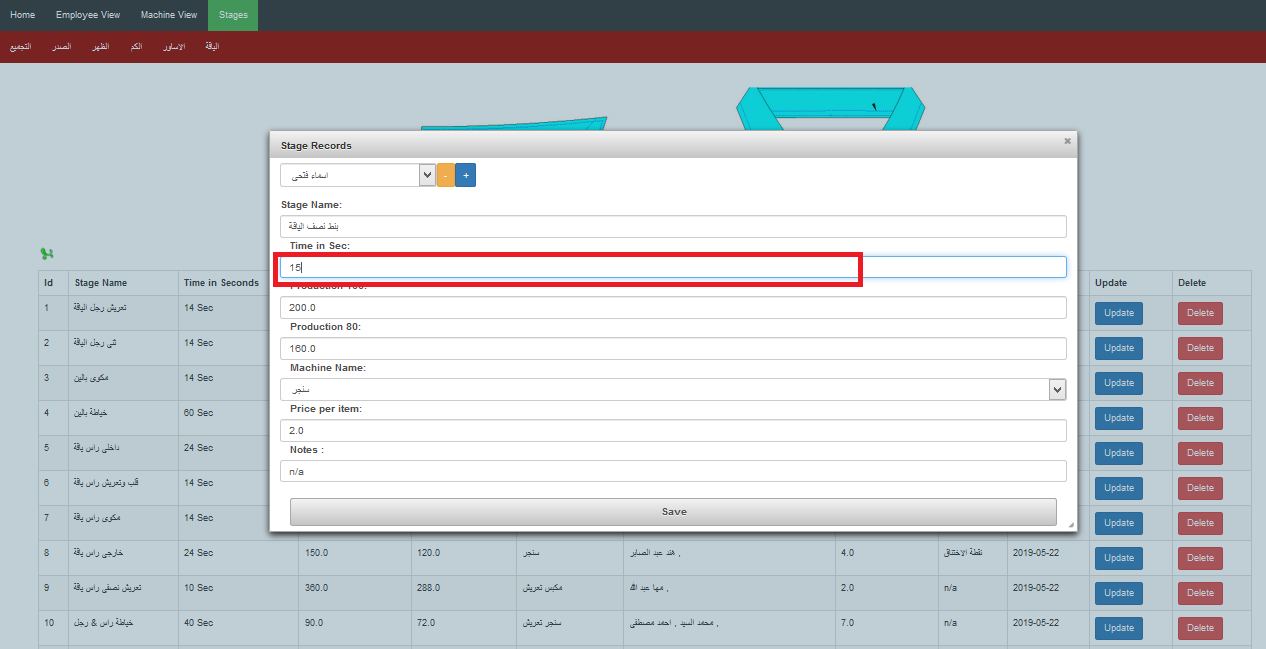 Home Employee View Machine View Stages
التجميع الصدر الظهر الكم الاساور الياقة
Stage Records ×
اسماء فتحى - +
Stage Name:
بنط نصف الياقة
Time in Sec:
15
Production 100:
200.0
Production 80:
160.0
Machine Name:
سنجر
Price per item:
2.0
Notes :
n/a
Save
Id Stage Name Time in Seconds Update Delete
1 تعريش رجل الياقة 14 Sec Update Delete
2 ثنى رجل الياقة 14 Sec Update Delete
3 مكوى بالين 14 Sec Update Delete
4 خياطة بالين 60 Sec Update Delete
5 داخلى راس ياقة 24 Sec Update Delete
6 قلب وتعريش راس ياقة 14 Sec Update Delete
7 مكوى راس ياقة 14 Sec Update Delete
8 خارجي راس ياقة 24 Sec 150.0 120.0 سنجر هند عبد الصابر , 4.0 نقطة الاختناق 2019-05-22 Update Delete
9 تعريش نصفى راس ياقة 10 Sec 360.0 288.0 مكبس تعريش مها عبد الله , 2.0 n/a 2019-05-22 Update Delete
10 خياطة راس & رجل 40 Sec 90.0 72.0 سنجر تعريش محمد السيد , احمد مصطفى , 7.0 n/a 2019-05-22 Update Delete